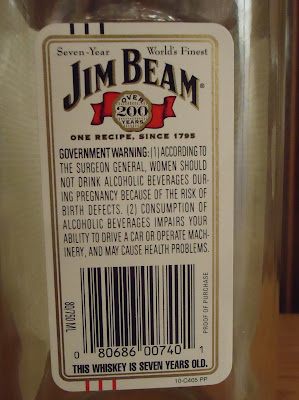 Seven-Year World's Finest
JIM BEAM®
OVER
200
YEARS
ONE RECIPE, SINCE 1795
GOVERNMENT WARNING: (1) ACCORDING TO
THE SURGEON GENERAL, WOMEN SHOULD
NOT DRINK ALCOHOLIC BEVERAGES DUR-
ING PREGNANCY BECAUSE OF THE RISK OF
BIRTH DEFECTS. (2) CONSUMPTION OF
ALCOHOLIC BEVERAGES IMPAIRS YOUR
ABILITY TO DRIVE A CAR OR OPERATE MACH-
INERY, AND MAY CAUSE HEALTH PROBLEMS.
80/750 ML
PROOF OF PURCHASE
0 80686 00740 1
THIS WHISKEY IS SEVEN YEARS OLD.
10-C405 PP